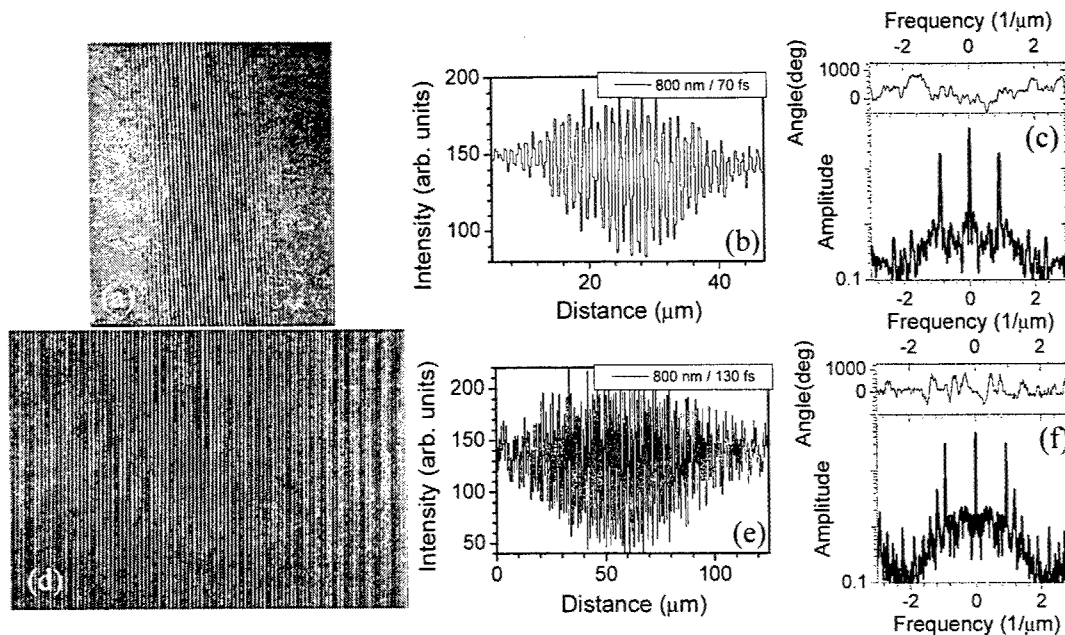 (a)
200
150
100
Intensity (arb. units)
800 nm / 70 fs
(b)
20 40
Distance (μm)
Frequency (1/μm)
-2 0 2
Angle(deg)
1000
0
(c)
Amplitude
0.1
-2 0 2
Frequency (1/μm)
(d)
200
150
100
50
Intensity (arb. units)
800 nm / 130 fs
(e)
0 50 100
Distance (μm)
-2 0 2
Angle(deg)
1000
0
(f)
Amplitude
0.1
-2 0 2
Frequency (1/μm)